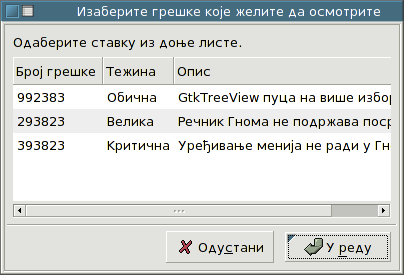 Изаберите грешке које желите да осмотрите
Одаберите ставку из доње листе.
Број грешке Тежина Опис
992383 Обична GtkTreeView пуца на више избор
293823 Велика Речник Гнома не подржава поср
393823 Критична Уређивање менија не ради у Гн
Одустани У реду